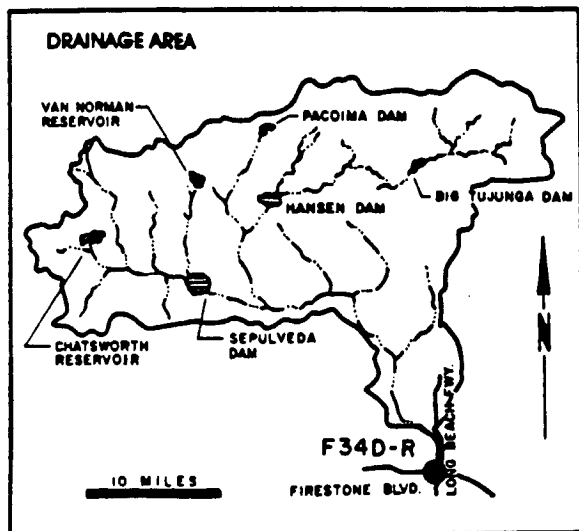 DRAINAGE AREA
VAN NORMAN
RESERVOIR
PACOIMA DAM
BIG TUJUNGA DAM
HANSEN DAM
CHATSWORTH
RESERVOIR
SEPULVEDA
DAM
N
F34D-R
LONG BEACH FWY.
10 MILES
FIRESTONE BLVD.